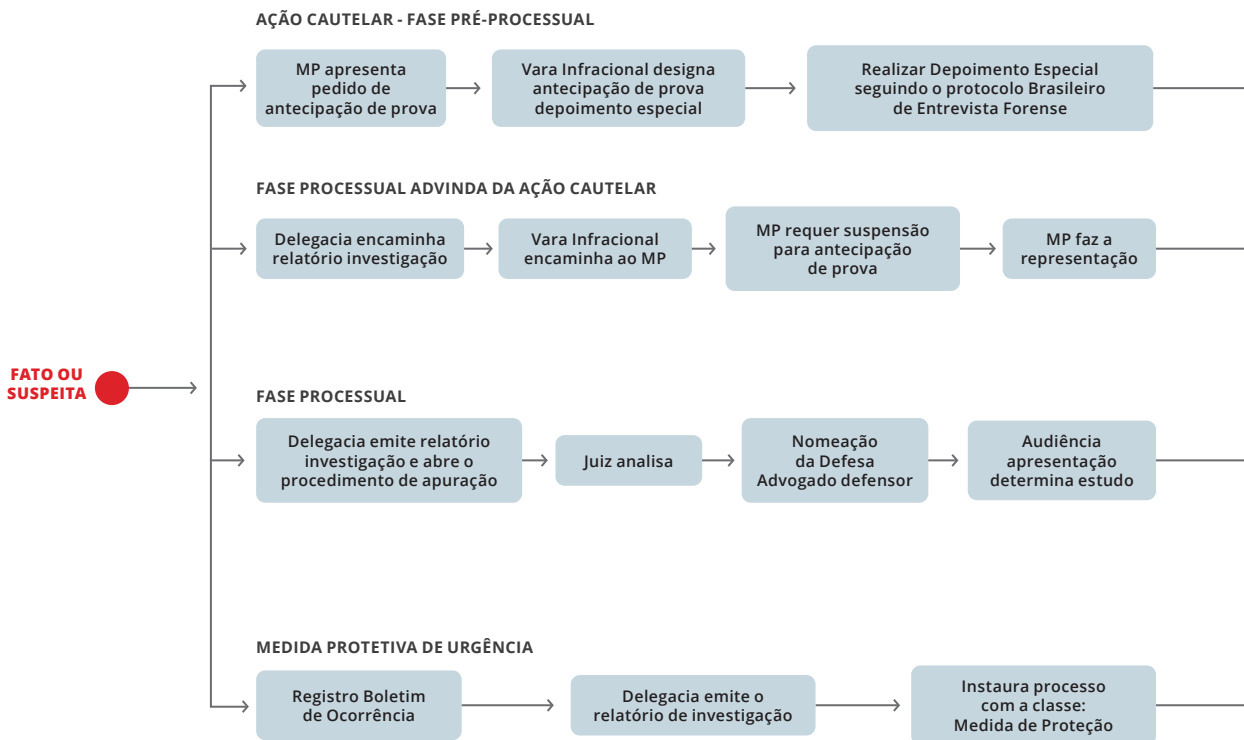 AÇÃO CAUTELAR - FASE PRÉ-PROCESSUAL
MP apresenta
pedido de
antecipação de prova
Vara Infracional designa
antecipação de prova
depoimento especial
Realizar Depoimento Especial
seguindo o protocolo Brasileiro
de Entrevista Forense
FASE PROCESSUAL ADVINDA DA AÇÃO CAUTELAR
Delegacia encaminha
relatório investigação
Vara Infracional
encaminha ao MP
MP requer suspensão
para antecipação
de prova
MP faz a
representação
FATO OU
SUSPEITA
FASE PROCESSUAL
Delegacia emite relatório
investigação e abre o
procedimento de apuração
Juiz analisa
Nomeação
da Defesa
Advogado defensor
Audiência
apresentação
determina estudo
MEDIDA PROTETIVA DE URGÊNCIA
Registro Boletim
de Ocorrência
Delegacia emite o
relatório de investigação
Instaura processo
com a classe:
Medida de Proteção